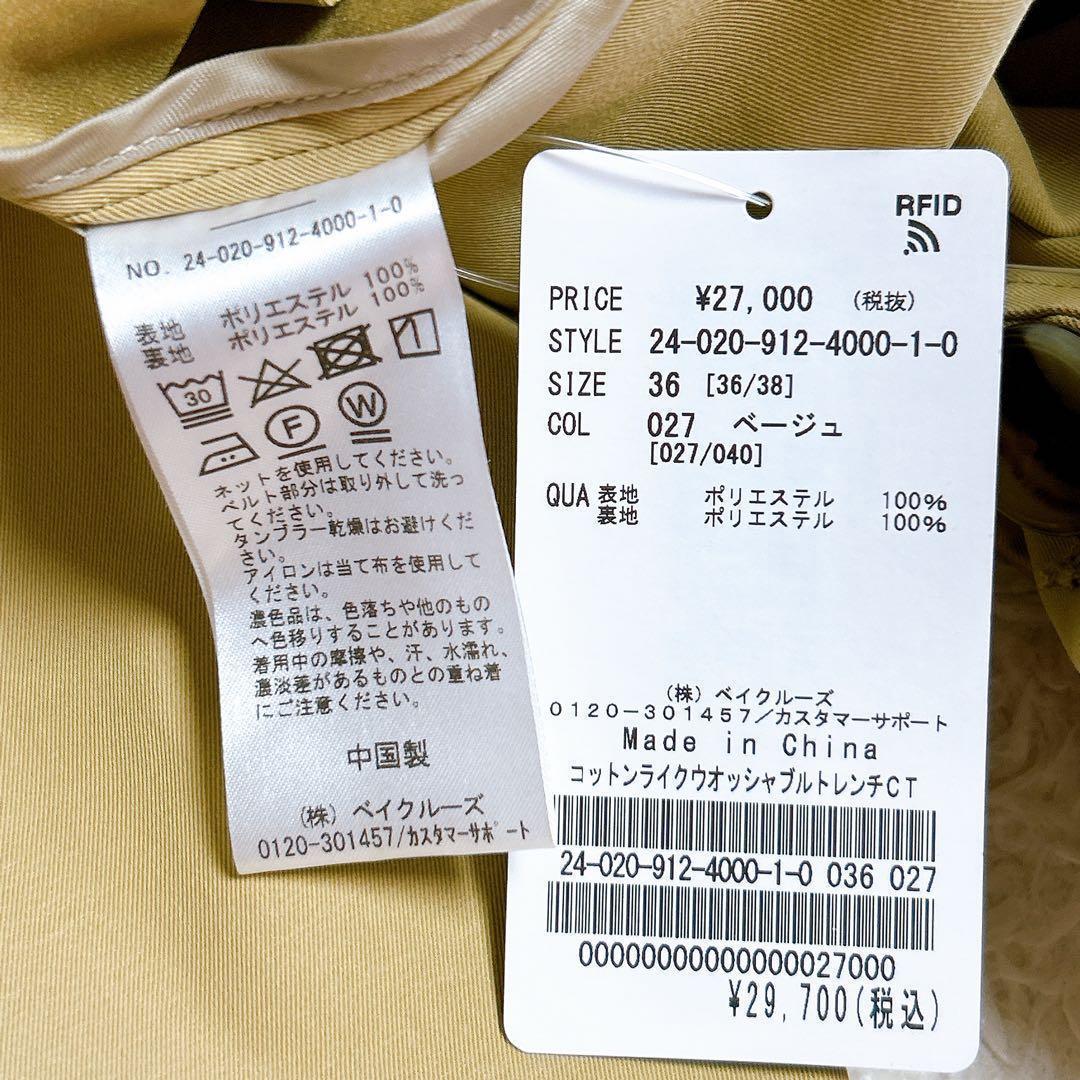 NO. 24-020-912-4000-1-0
表地 ポリエステル 100%
裏地 ポリエステル 100%
30
F W
ネットを使用してください。
ベルト部分は取り外して洗っ
てください。
タンブラー乾燥はお避けくだ
さい。
アイロンは当て布を使用して
ください。
濃色品は、色落ちや他のもの
へ色移りすることがあります。
着用中の摩擦や、汗、水濡れ、
濃淡差があるものとの重ね着
にご注意ください。
中国製
(株) ベイクルーズ
0120-301457/カスタマーサポート
RFID
PRICE ¥27,000 (税抜)
STYLE 24-020-912-4000-1-0
SIZE 36 [36/38]
COL 027 ベージュ
[027/040]
QUA 表地 ポリエステル 100%
裏地 ポリエステル 100%
(株) ベイクルーズ
0120-301457/カスタマーサポート
Made in China
コットンライクウオッシャブルトレンチCT
24-020-912-4000-1-0 036 027
00000000000000027000
¥29,700(税込)